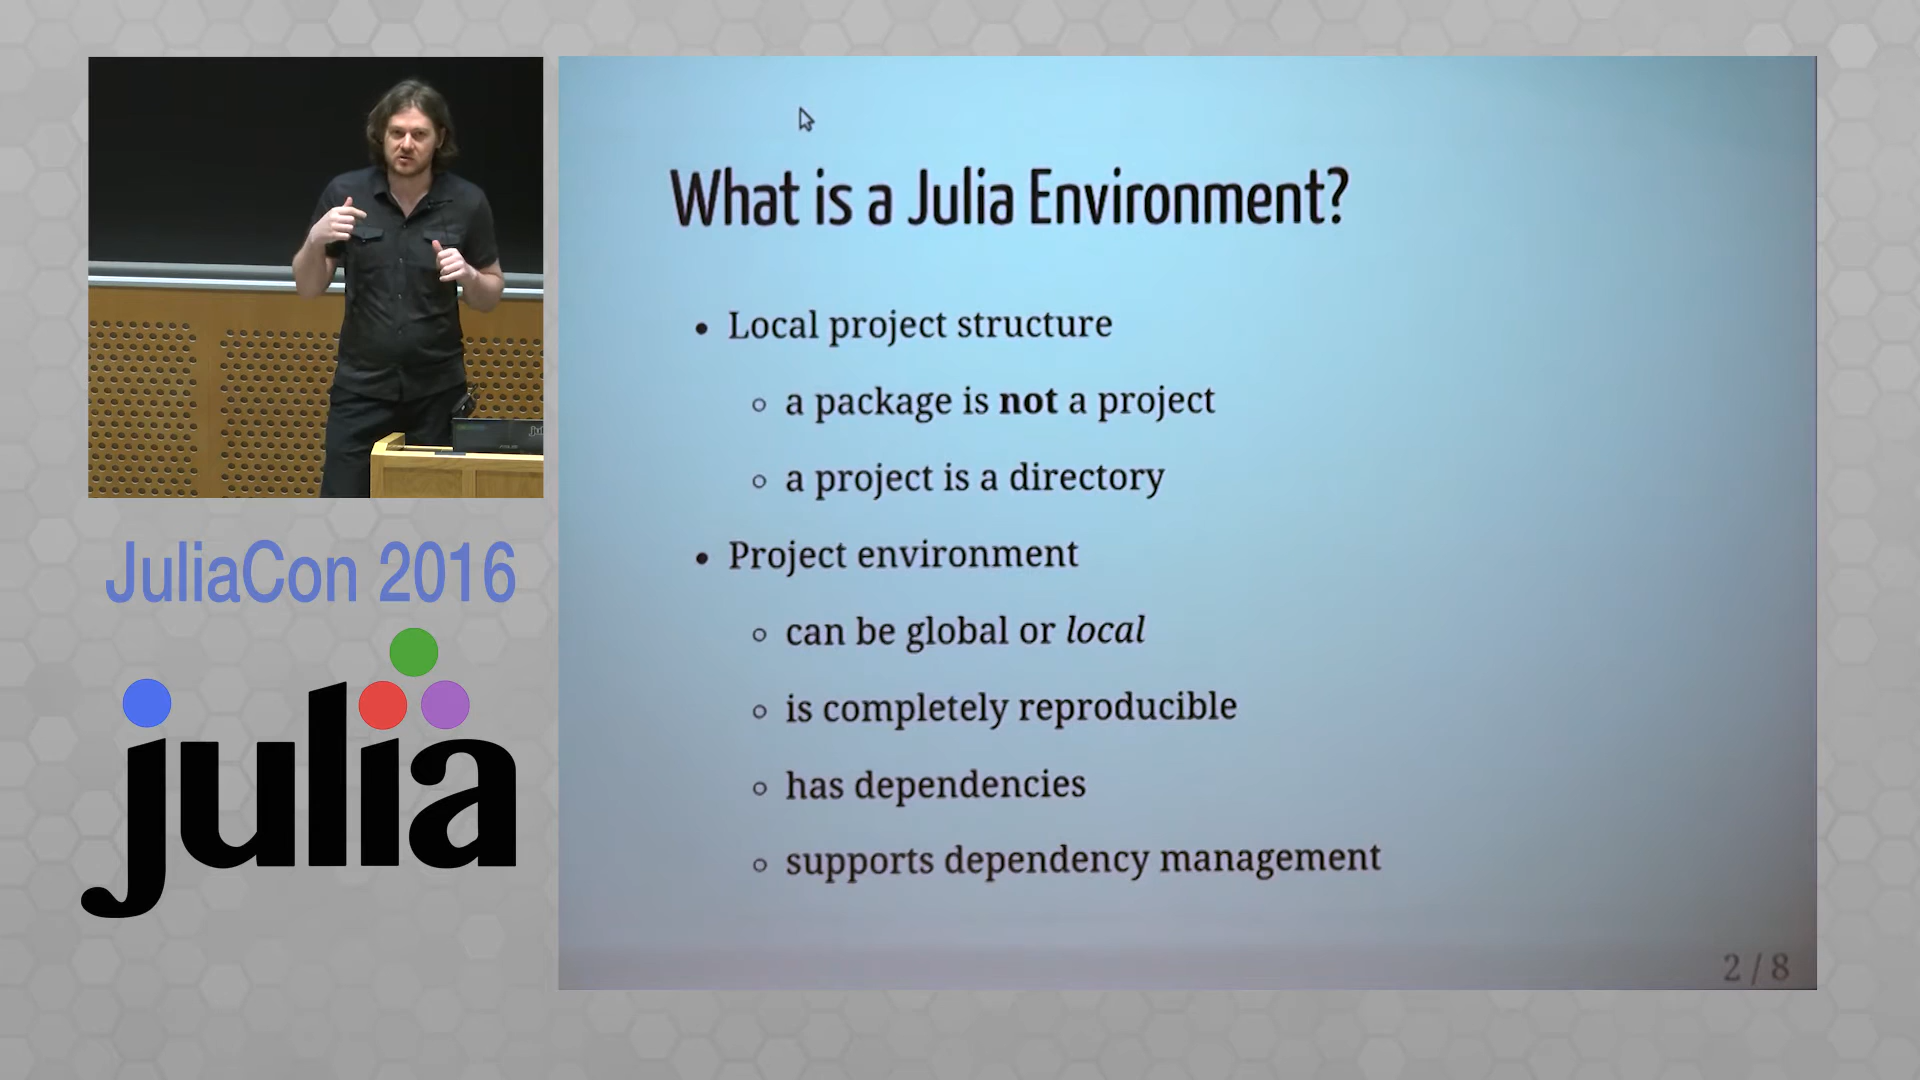 What is a Julia Environment?
Local project structure
a package is not a project
a project is a directory
Project environment
can be global or local
is completely reproducible
has dependencies
supports dependency management
2 / 8
JuliaCon 2016
julia